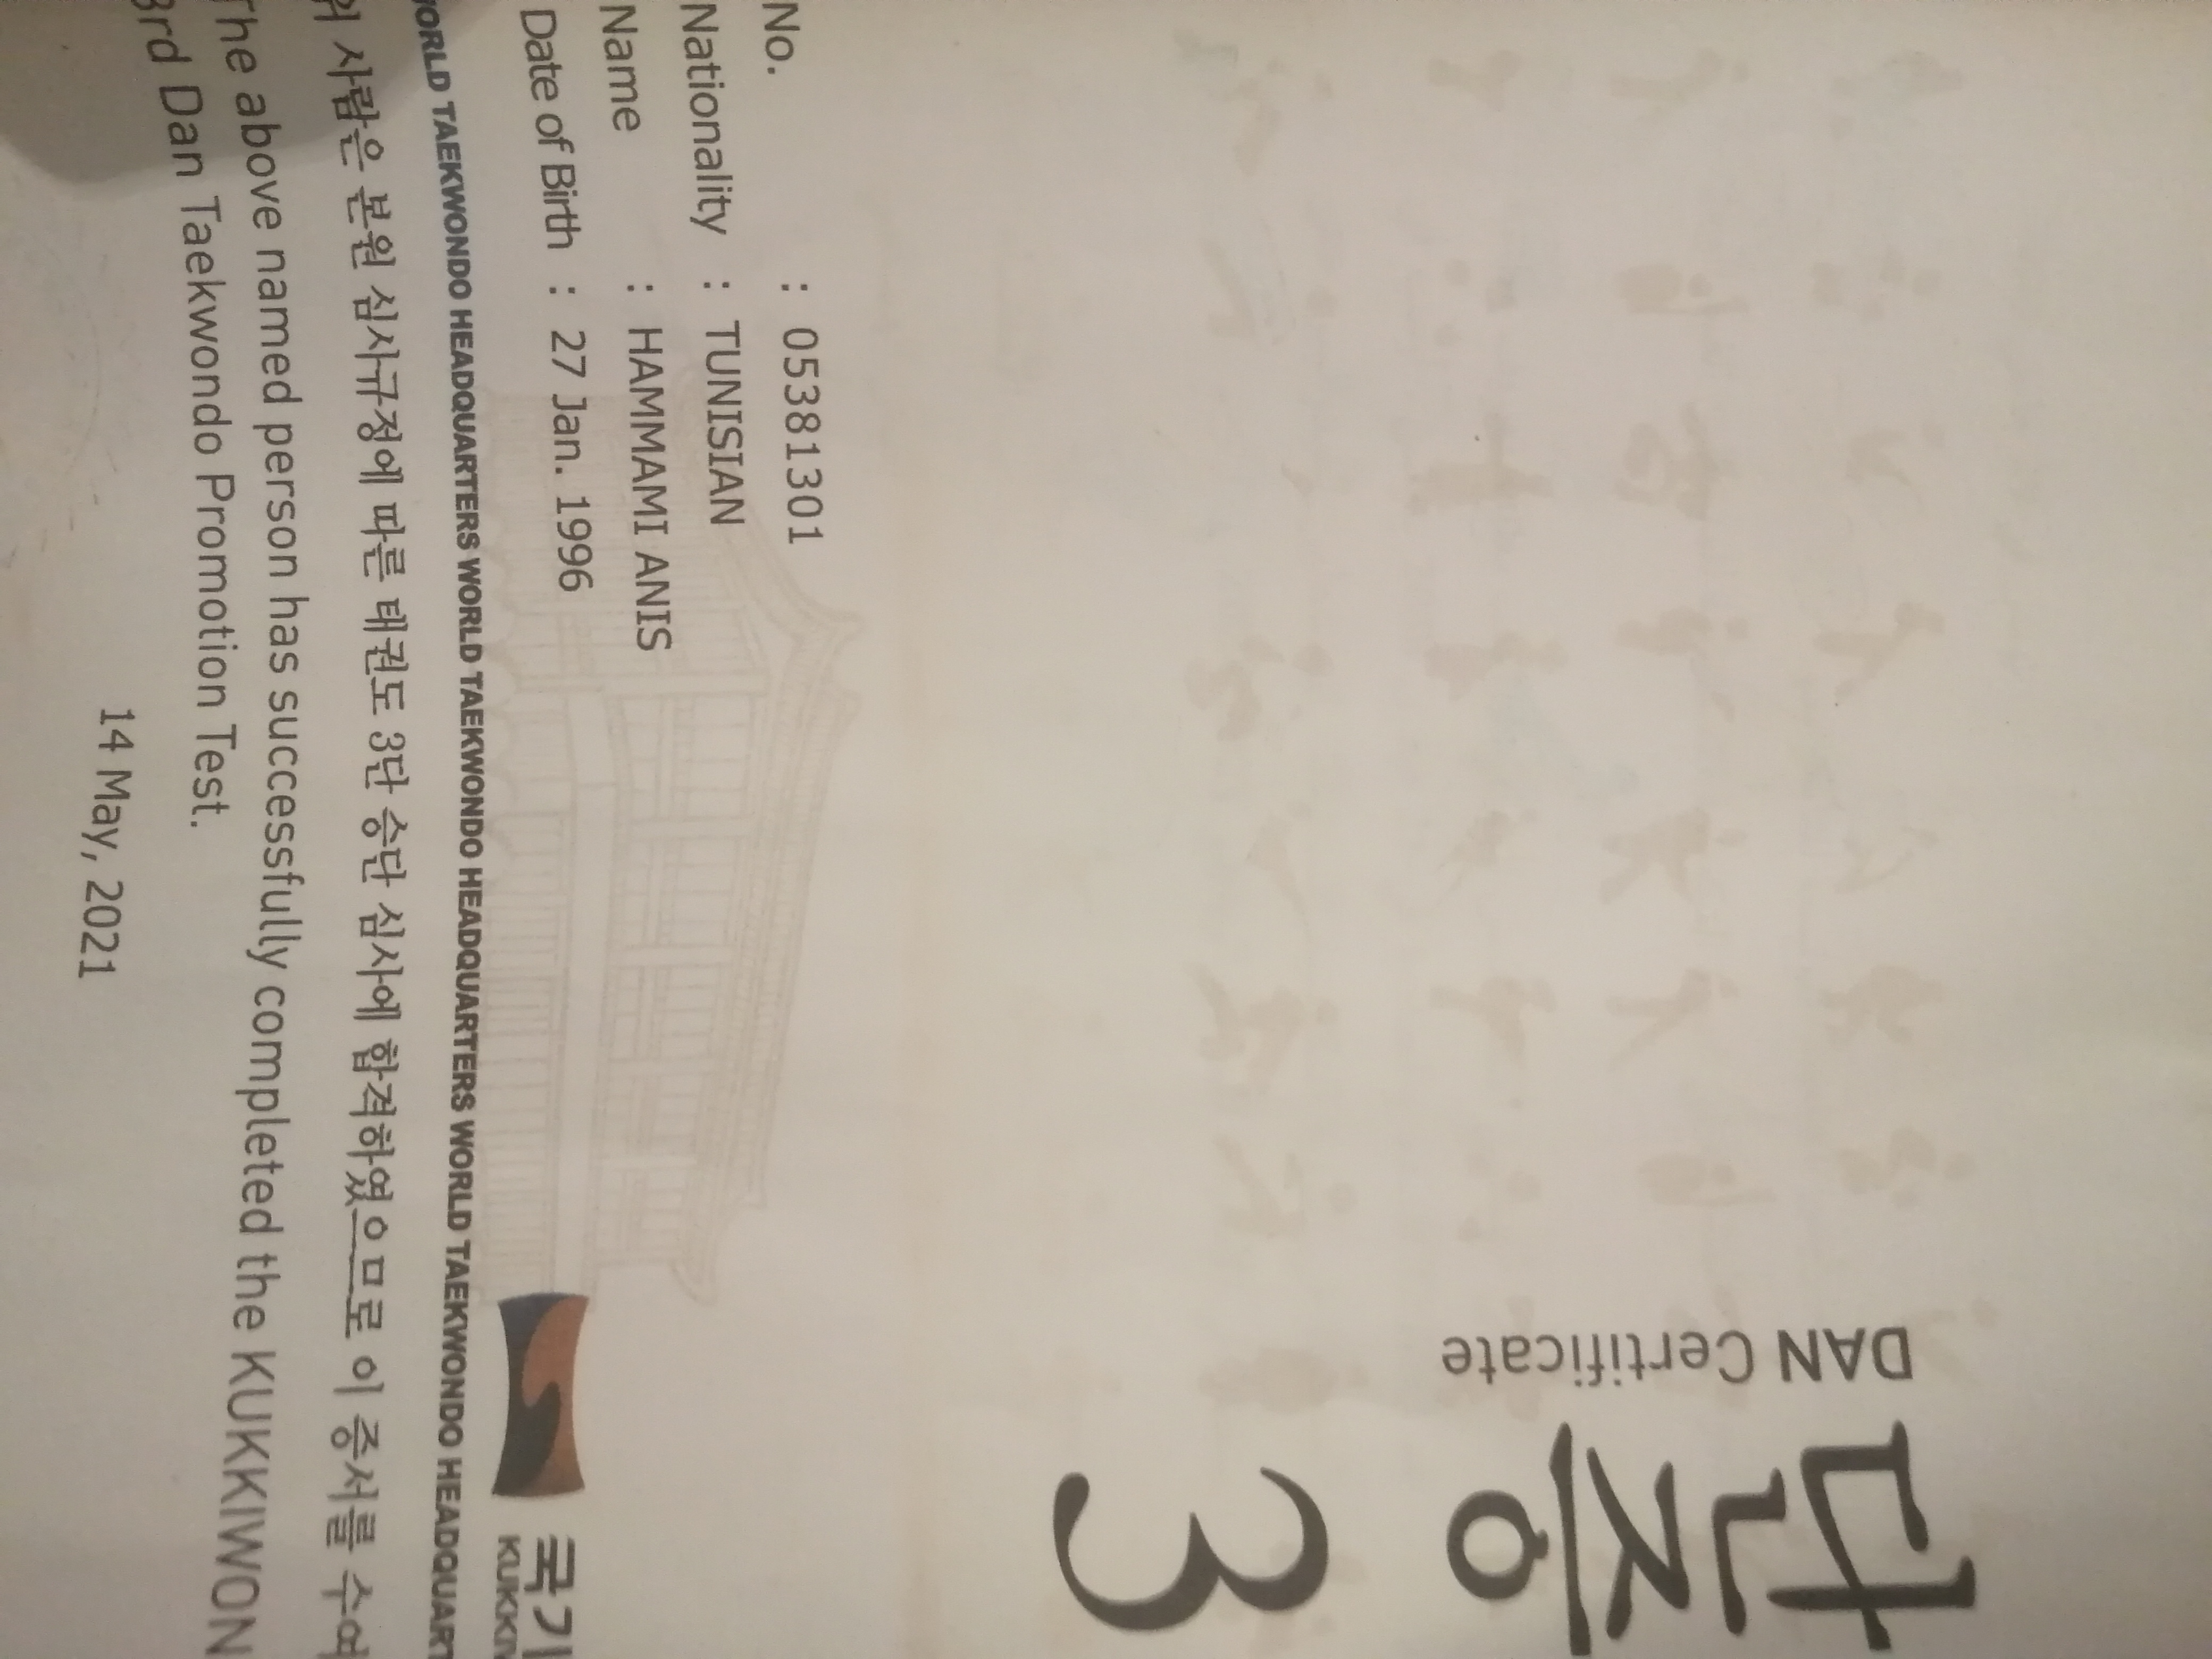 단증
DAN Certificate
3
No. : 05381301
Nationality : TUNISIAN
Name : HAMMAMI ANIS
Date of Birth : 27 Jan. 1996
국기
KUKKI
WORLD TAEKWONDO HEADQUARTERS WORLD TAEKWONDO HEADQUARTERS WORLD TAEKWONDO HEADQUARTERS WORLD TAEKWONDO HEADQUART
위 사람은 본원 심사규정에 따른 태권도 3단 승단 심사에 합격하였으므로 이 증서를 수여
The above named person has successfully completed the KUKKIWON
3rd Dan Taekwondo Promotion Test.
14 May, 2021